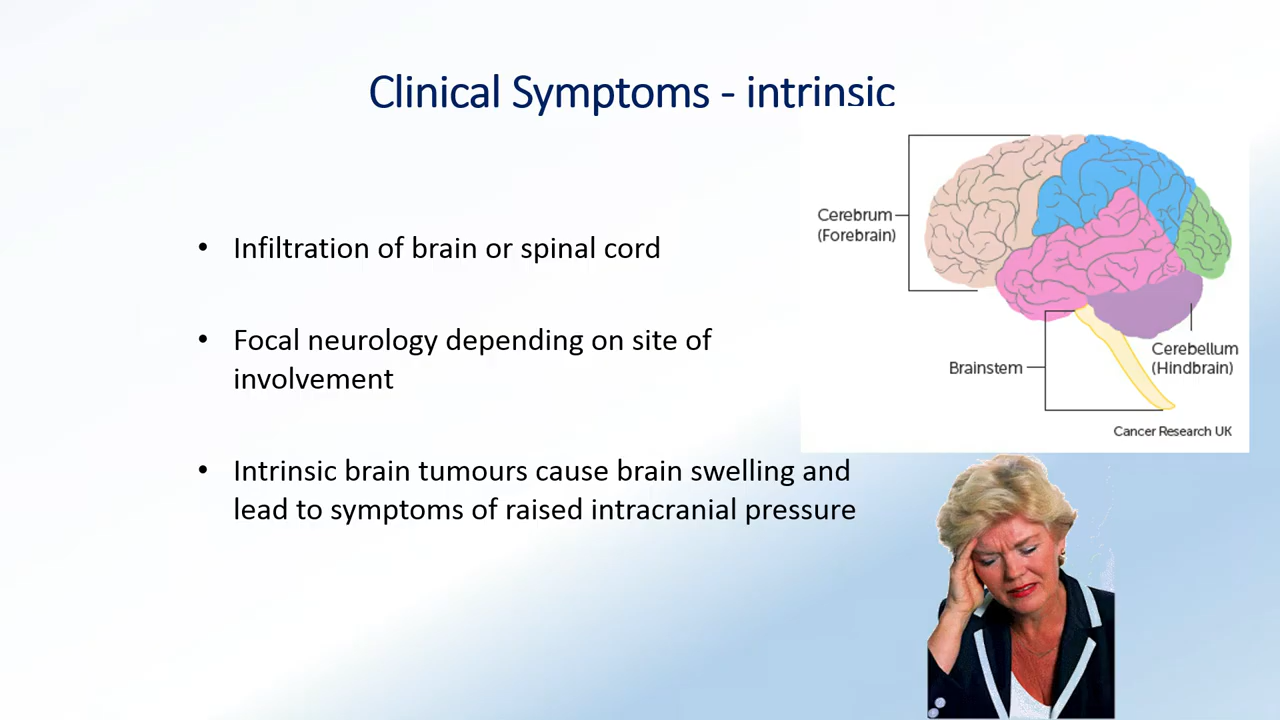 Clinical Symptoms - intrinsic
• Infiltration of brain or spinal cord
• Focal neurology depending on site of
involvement
• Intrinsic brain tumours cause brain swelling and
lead to symptoms of raised intracranial pressure
Cerebrum
(Forebrain)
Brainstem
Cerebellum
(Hindbrain)
Cancer Research UK